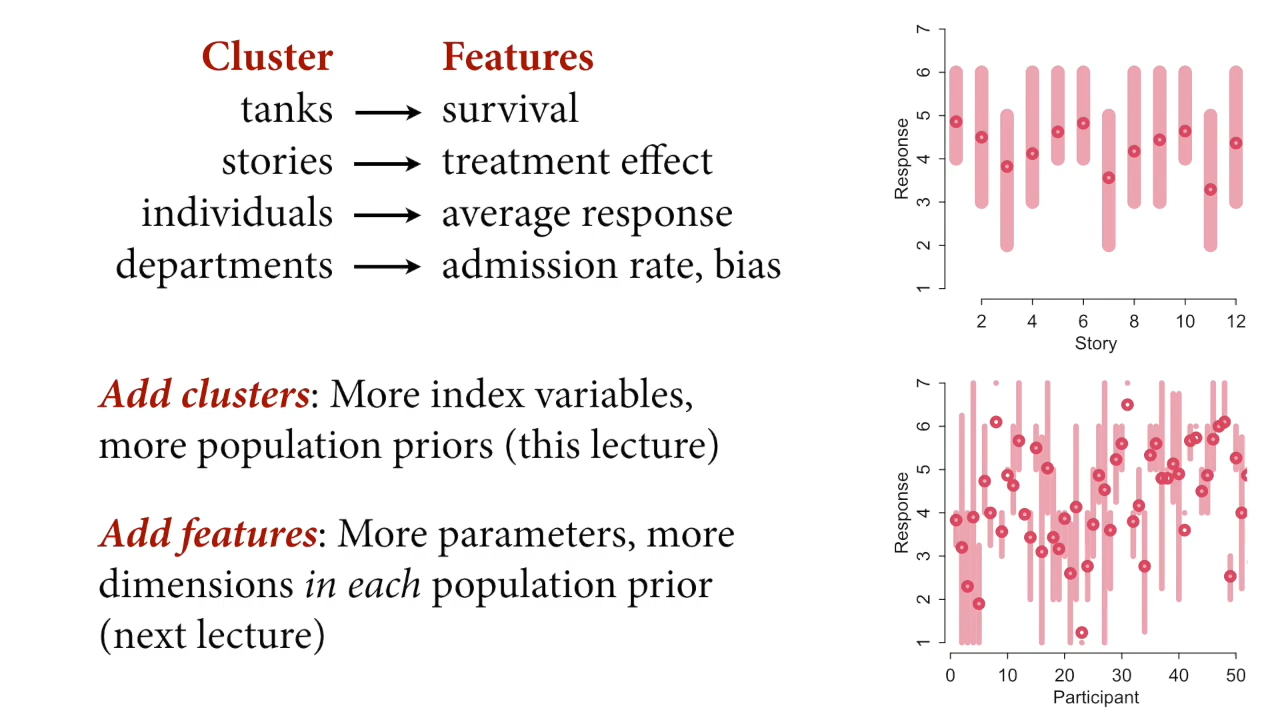 Cluster Features
tanks → survival
stories → treatment effect
individuals → average response
departments → admission rate, bias
Add clusters: More index variables,
more population priors (this lecture)
Add features: More parameters, more
dimensions in each population prior
(next lecture)
7
6
5
4
3
2
1
Response
2 4 6 8 10 12
Story
7
6
5
4
3
2
1
Response
0 10 20 30 40 50
Participant